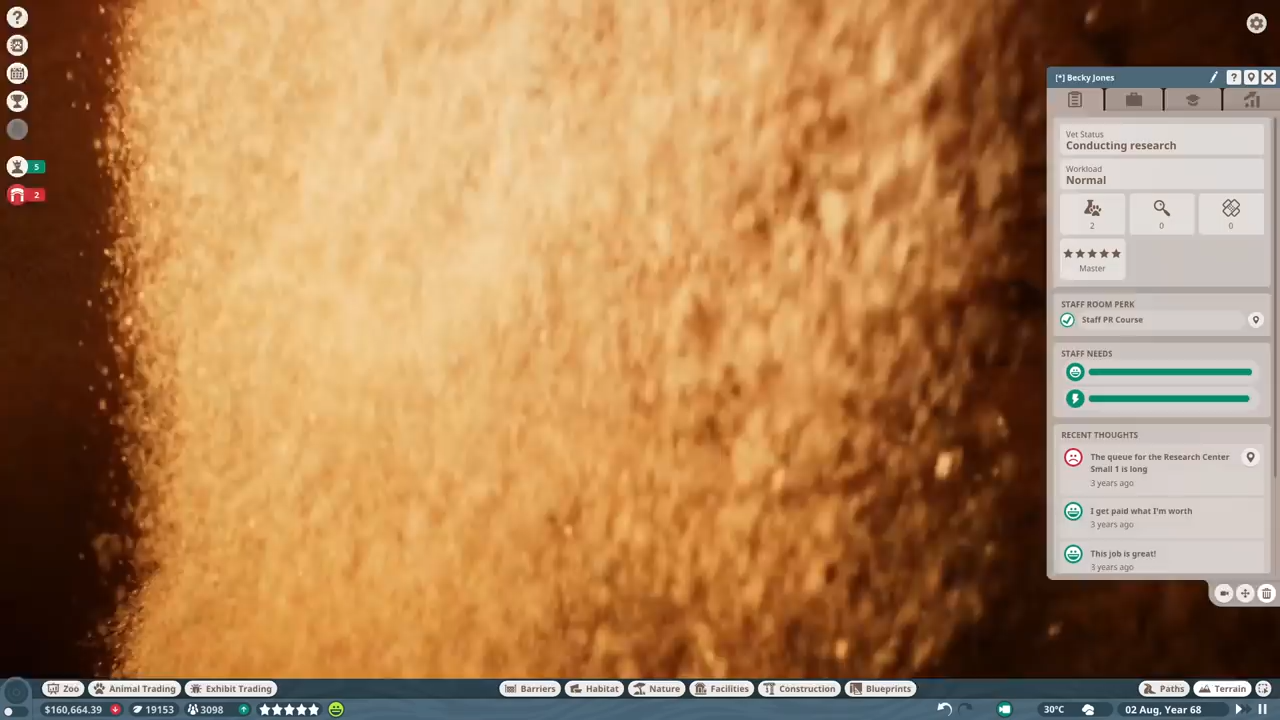 ?
5
2
[*] Becky Jones
?
Vet Status
Conducting research
Workload
Normal
2
0
0
Master
STAFF ROOM PERK
Staff PR Course
STAFF NEEDS
RECENT THOUGHTS
The queue for the Research Center
Small 1 is long
3 years ago
I get paid what I'm worth
3 years ago
This job is great!
3 years ago
Zoo
Animal Trading
Exhibit Trading
Barriers
Habitat
Nature
Facilities
Construction
Blueprints
Paths
Terrain
$160,664.39
19153
3098
30°C
02 Aug, Year 68